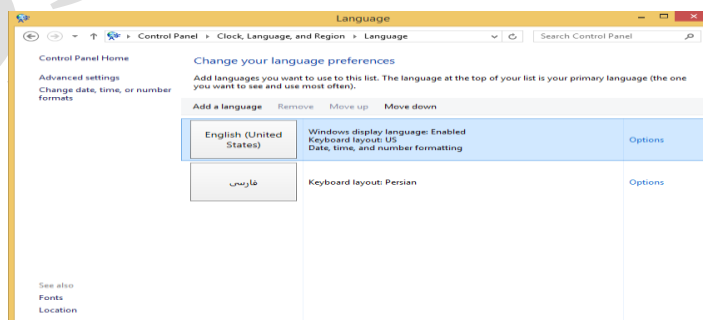 Language
Control Panel Clock, Language, and Region Language
Search Control Panel
Control Panel Home
Advanced settings
Change date, time, or number
formats
Change your language preferences
Add languages you want to use to this list. The language at the top of your list is your primary language (the one
you want to see and use most often).
Add a language Remove Move up Move down
English (United
States)
Windows display language: Enabled
Keyboard layout: US
Date, time, and number formatting
Options
فارسی
Keyboard layout: Persian
Options
See also
Fonts
Location